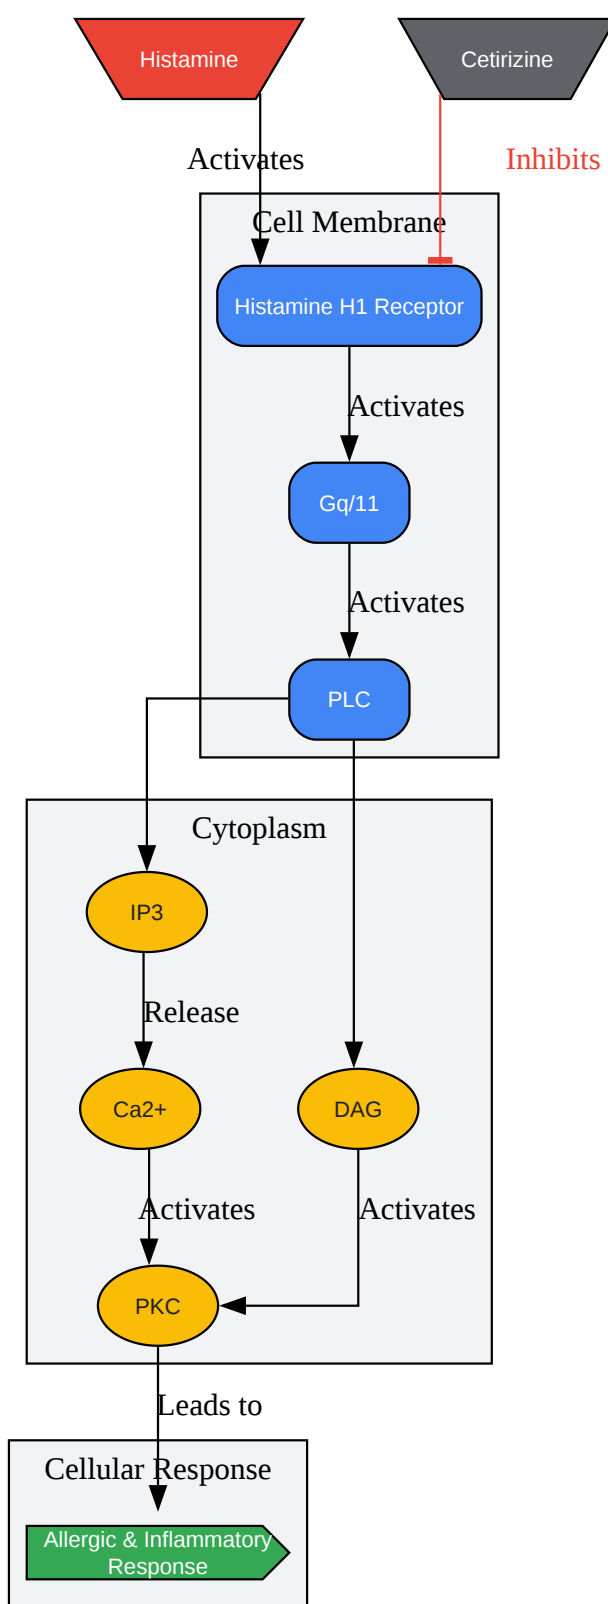 Histamine
Cetirizine
Activates
Inhibits
Cell Membrane
Histamine H1 Receptor
Activates
Gq/11
Activates
PLC
Cytoplasm
IP3
Release
Ca2+
DAG
Activates
Activates
PKC
Leads to
Cellular Response
Allergic & Inflammatory
Response